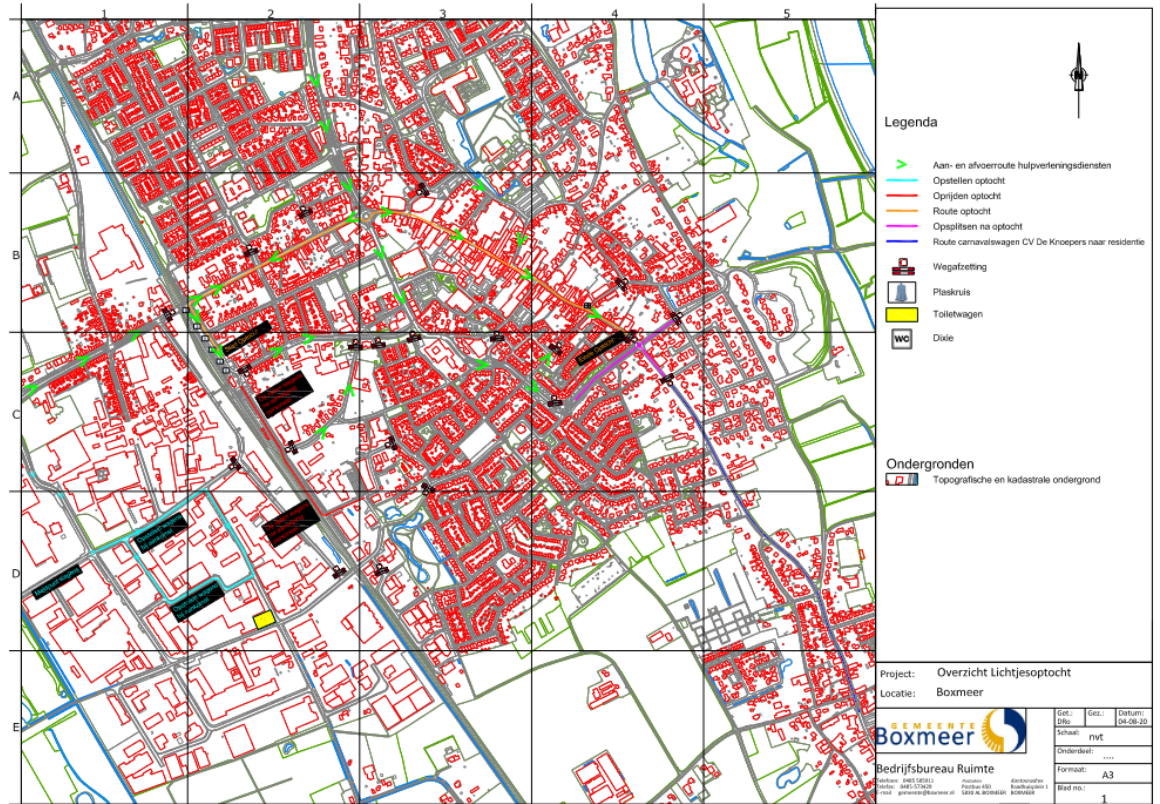 1 2 3 4 5
A
B
C
D
E
N
Legenda
Aan- en afvoerroute hulpverleningsdiensten
Opstellen optocht
Oprijden optocht
Route optocht
Opsplitsen na optocht
Route carnavalswagen CV De Knoepers naar residentie
Wegafzetting
Plaskruis
Toiletwagen
WC Dixie
Ondergronden
Topografische en kadastrale ondergrond
Project: Overzicht Lichtjesoptocht
Locatie: Boxmeer
GEMEENTE
Boxmeer
Bedrijfsbureau Ruimte
Get.: Gez.: Datum:
DRo 04-08-20
Schaal: nvt
Onderdeel:
....
Formaat: A3
Blad no.:
1